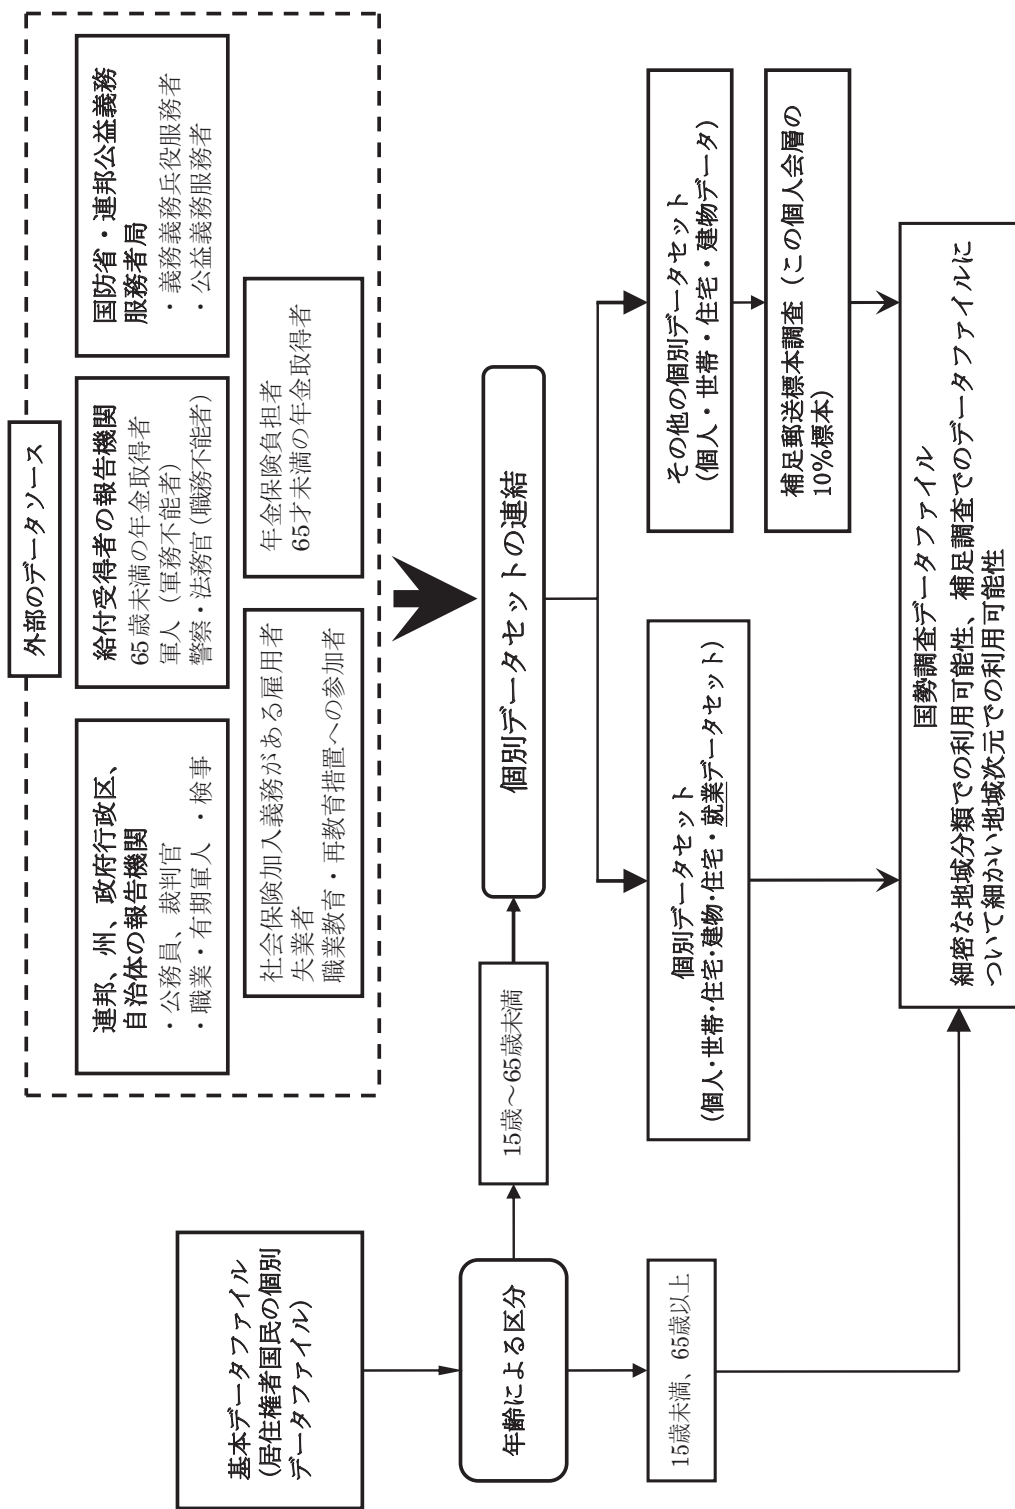 外部のデータソース
連邦、州、政府行政区、
自治体の報告機関
・公務員、裁判官
・職業・有期軍人 ・検事
給付受得者の報告機関
65歳未満の年金取得者
軍人（軍務不能者）
警察・法務官（職務不能者）
国防省・連邦公益義務
服務者局
・義務義務兵役服務者
・公益義務服務者
社会保険加入義務がある雇用者
失業者
職業教育・再教育措置への参加者
年金保険負担者
65才未満の年金取得者
基本データファイル
(居住権者国民の個別
データファイル)
年齢による区分
15歳～65歳未満
個別データセットの連結
15歳未満、65歳以上
個別データセット
(個人・世帯・住宅・建物・住宅・就業データセット)
その他の個別データセット
(個人・世帯・住宅・建物データ)
補足郵送標本調査（この個人会層の
10%標本）
国勢調査データファイル
細密な地域分類での利用可能性、補足調査でのデータファイルに
ついて細かい地域次元での利用可能性